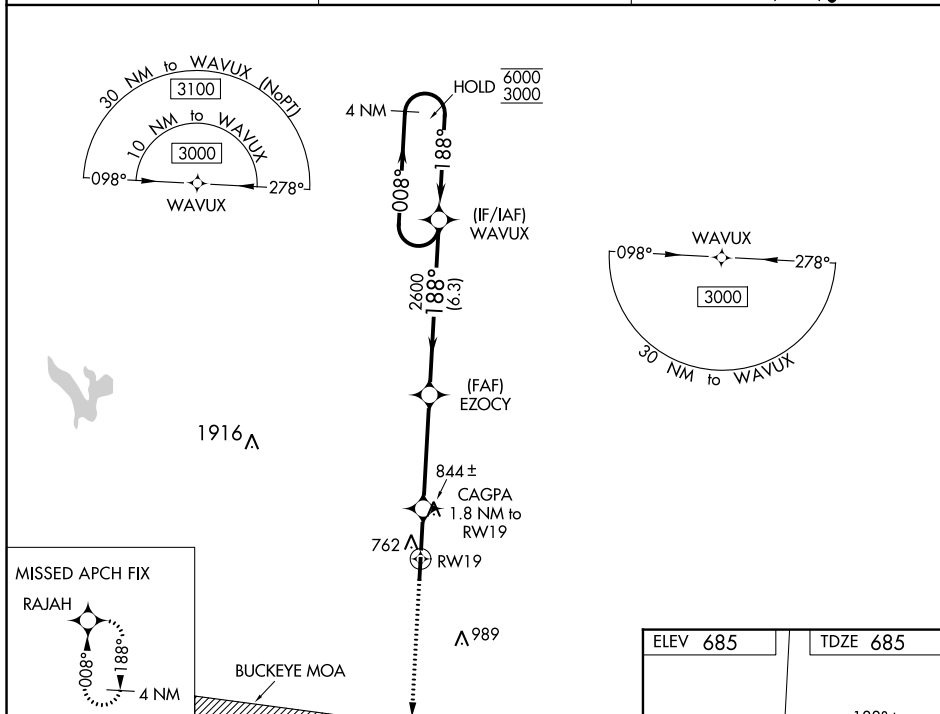 30 NM to WAVUX (NoPT)
3100
10 NM to WAVUX
3000
098°
278°
WAVUX
4 NM
HOLD 6000
3000
188°
008°
(IF/IAF)
WAVUX
2600
188°
(6.3)
WAVUX
098°
278°
3000
30 NM to WAVUX
(FAF)
EZOCY
1916
844 ±
CAGPA
1.8 NM to
RW19
762
RW19
MISSED APCH FIX
RAJAH
008°
188°
4 NM
989
BUCKEYE MOA
ELEV 685
TDZE 685